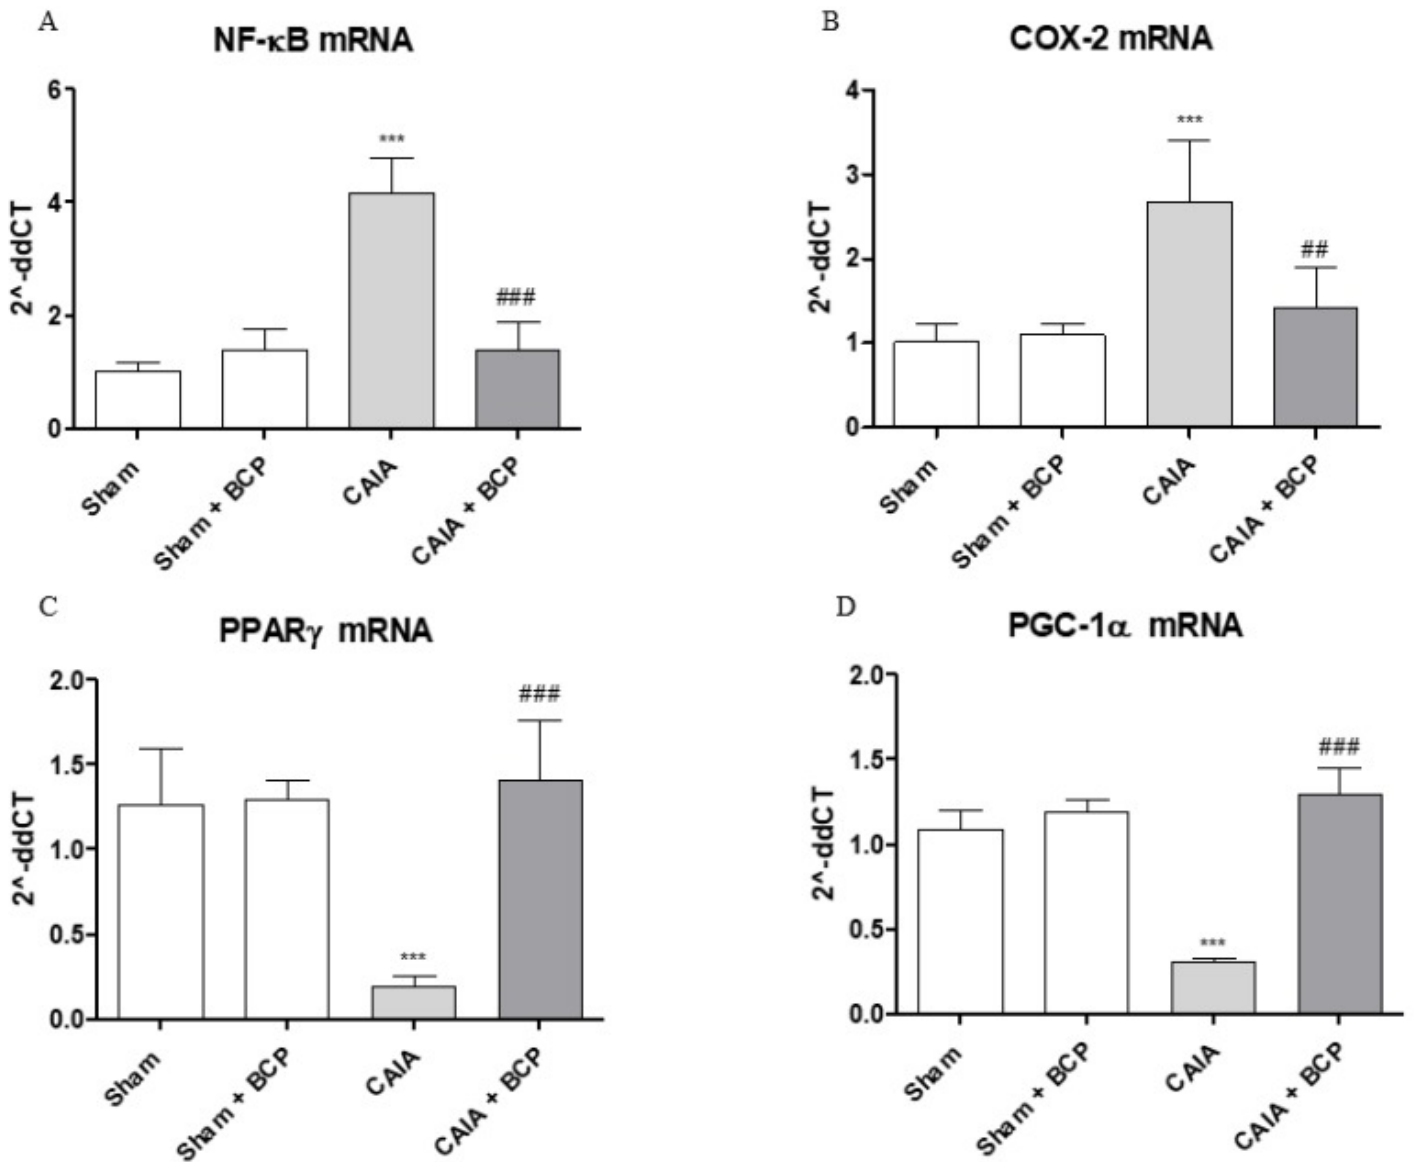 A
NF-κB mRNA
6
4
2
0
2^-ddCT
***
###
Sham
Sham + BCP
CAIA
CAIA + BCP
B
COX-2 mRNA
4
3
2
1
0
2^-ddCT
***
##
Sham
Sham + BCP
CAIA
CAIA + BCP
C
PPARγ mRNA
2.0
1.5
1.0
0.5
0.0
2^-ddCT
***
###
Sham
Sham + BCP
CAIA
CAIA + BCP
D
PGC-1α mRNA
2.0
1.5
1.0
0.5
0.0
2^-ddCT
***
###
Sham
Sham + BCP
CAIA
CAIA + BCP